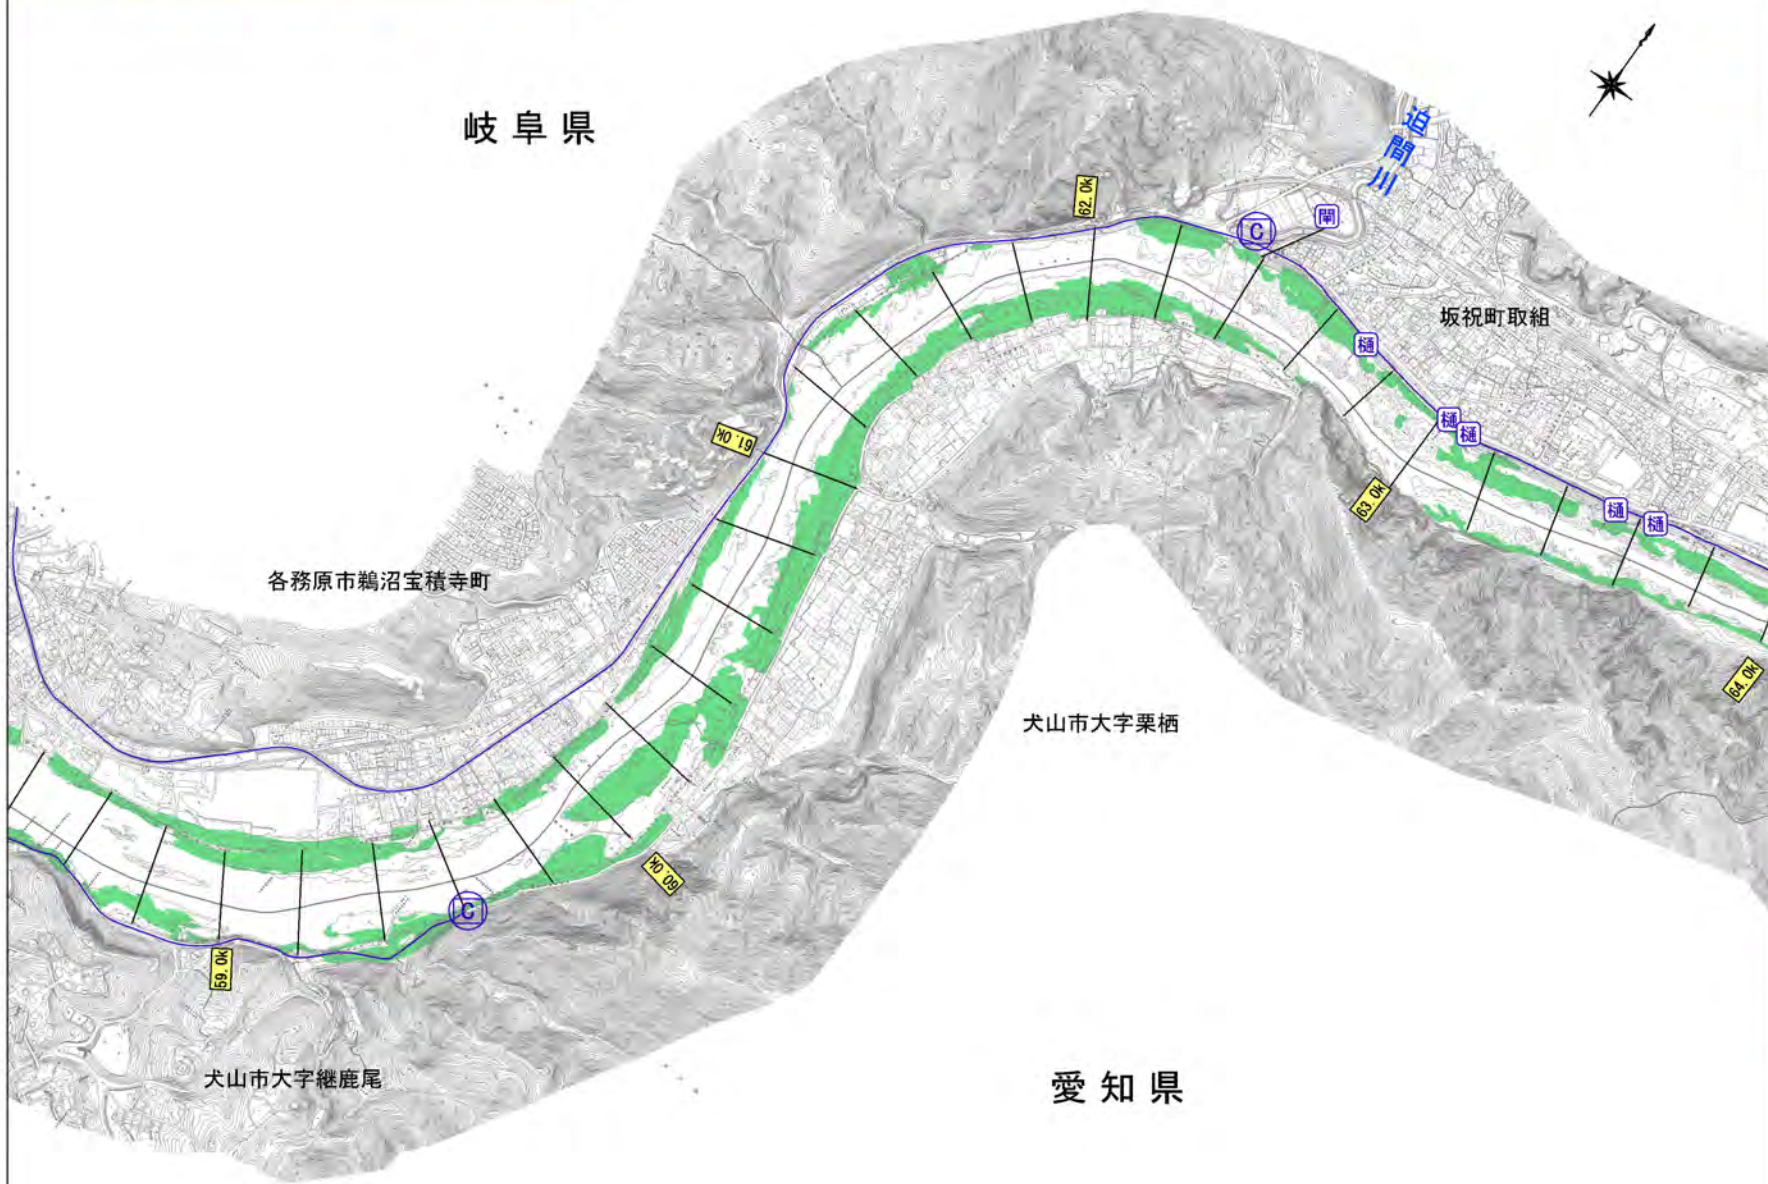 岐阜県
迫間川
62.0k
C
閘
坂祝町取組
樋
61.0k
樋
樋
63.0k
樋
樋
各務原市鵜沼宝積寺町
64.0k
犬山市大字栗栖
60.0k
C
59.0k
犬山市大字継鹿尾
愛知県